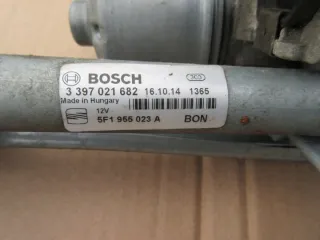 BOSCH
3 397 021 682 16.10.14 1365
Made in Hungary
12V
5F1 955 023 A BON